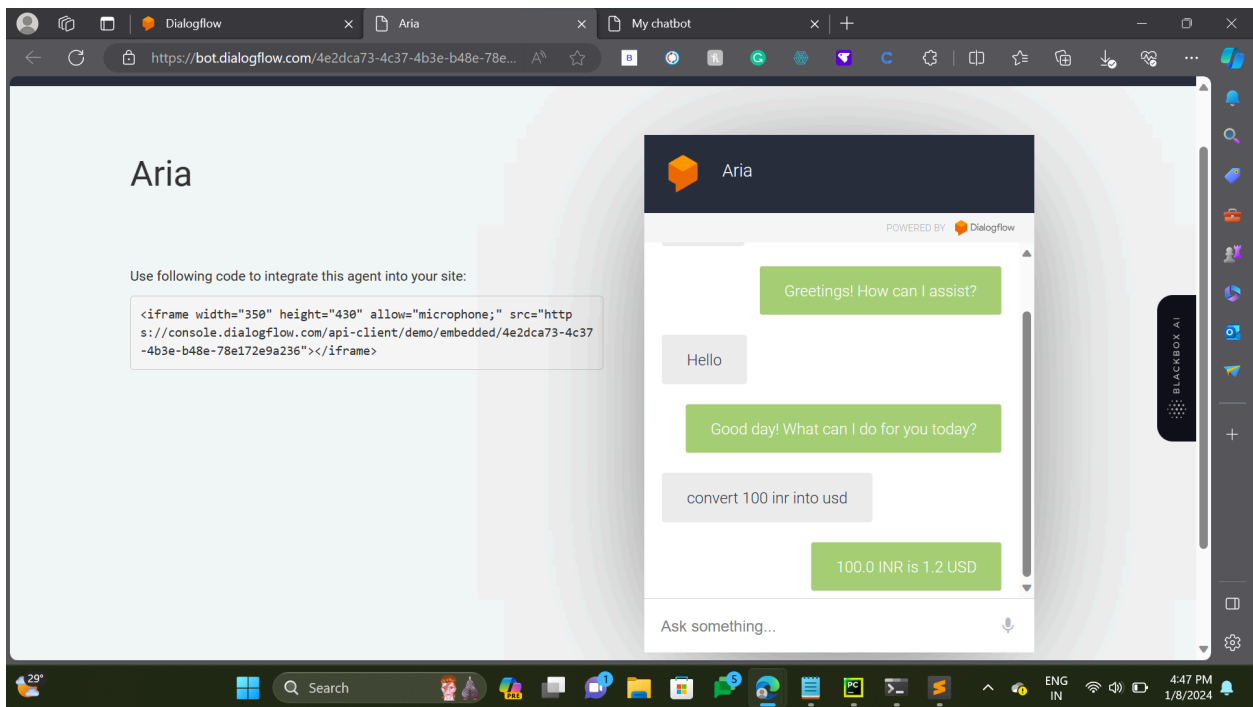 Dialogflow
Aria
My chatbot
https://bot.dialogflow.com/4e2dca73-4c37-4b3e-b48e-78e...
Aria
Use following code to integrate this agent into your site:
<iframe width="350" height="430" allow="microphone;" src="http
s://console.dialogflow.com/api-client/demo/embedded/4e2dca73-4c37
-4b3e-b48e-78e172e9a236"></iframe>
Aria
POWERED BY Dialogflow
Greetings! How can I assist?
Hello
Good day! What can I do for you today?
convert 100 inr into usd
100.0 INR is 1.2 USD
Ask something...
BLACKBOX AI
29°
Search
PRE
1
5
PC
ENG
IN
4:47 PM
1/8/2024